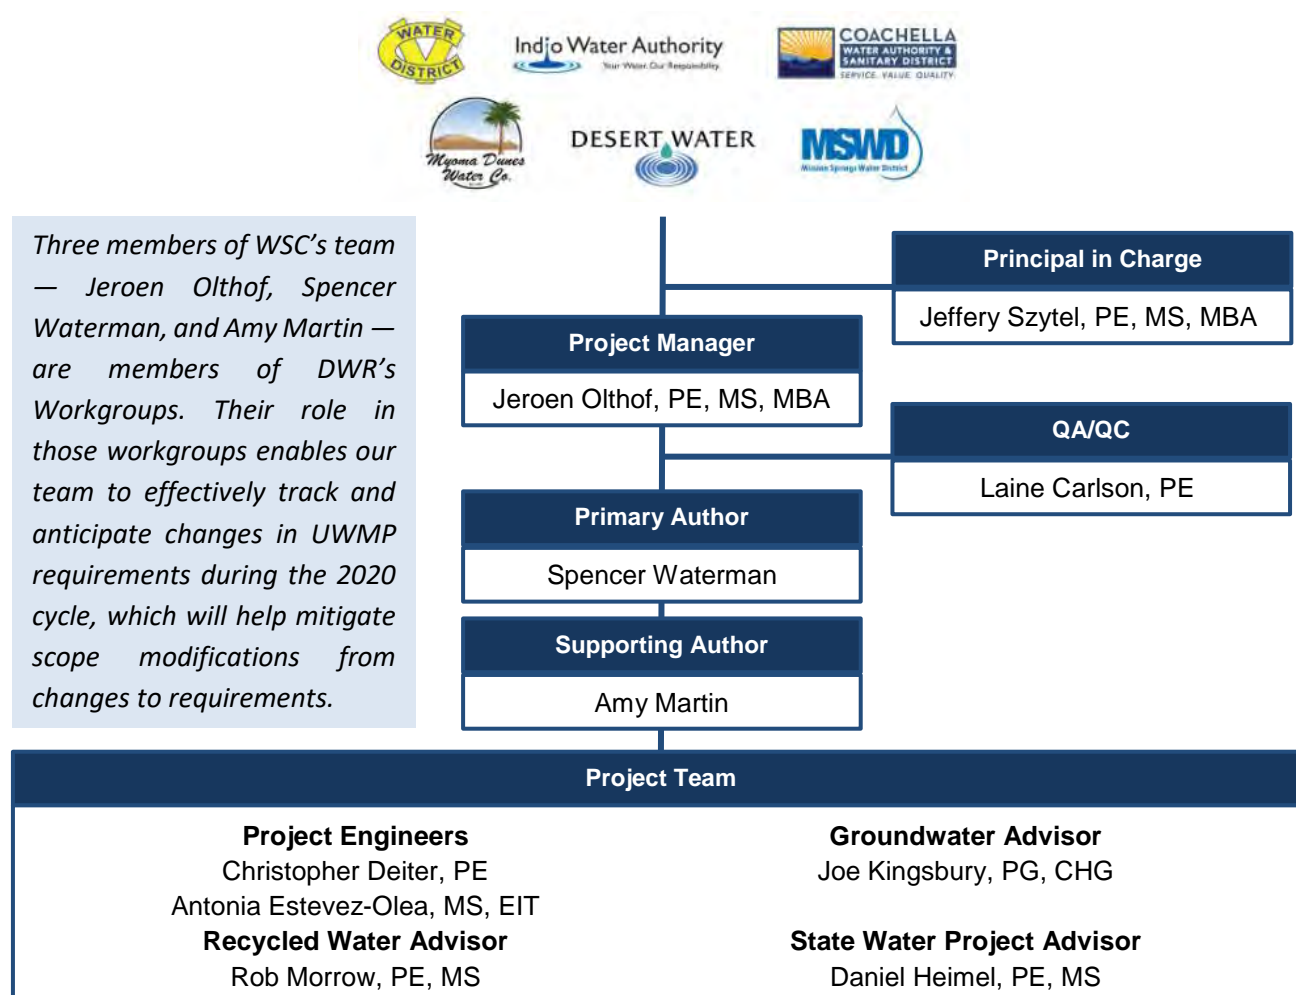 WATER
DISTRICT
Indio Water Authority
Your Water. Our Responsibility.
COACHELLA
WATER AUTHORITY &
SANITARY DISTRICT
SERVICE. VALUE. QUALITY.
Myoma Dunes
Water Co.
DESERT WATER
MSWD
Mission Springs Water District
Three members of WSC’s team
— Jeroen Olthof, Spencer
Waterman, and Amy Martin —
are members of DWR’s
Workgroups. Their role in
those workgroups enables our
team to effectively track and
anticipate changes in UWMP
requirements during the 2020
cycle, which will help mitigate
scope modifications from
changes to requirements.
Principal in Charge
Jeffery Szytel, PE, MS, MBA
Project Manager
Jeroen Olthof, PE, MS, MBA
QA/QC
Laine Carlson, PE
Primary Author
Spencer Waterman
Supporting Author
Amy Martin
Project Team
Project Engineers
Christopher Deiter, PE
Antonia Estevez-Olea, MS, EIT
Recycled Water Advisor
Rob Morrow, PE, MS
Groundwater Advisor
Joe Kingsbury, PG, CHG
State Water Project Advisor
Daniel Heimel, PE, MS